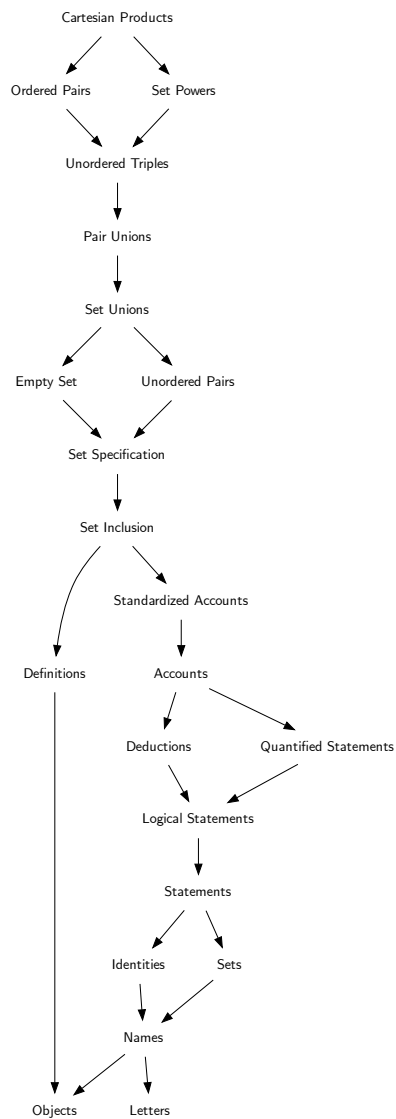 Cartesian Products
Ordered Pairs
Set Powers
Unordered Triples
Pair Unions
Set Unions
Empty Set
Unordered Pairs
Set Specification
Set Inclusion
Standardized Accounts
Definitions
Accounts
Deductions
Quantified Statements
Logical Statements
Statements
Identities
Sets
Names
Objects
Letters